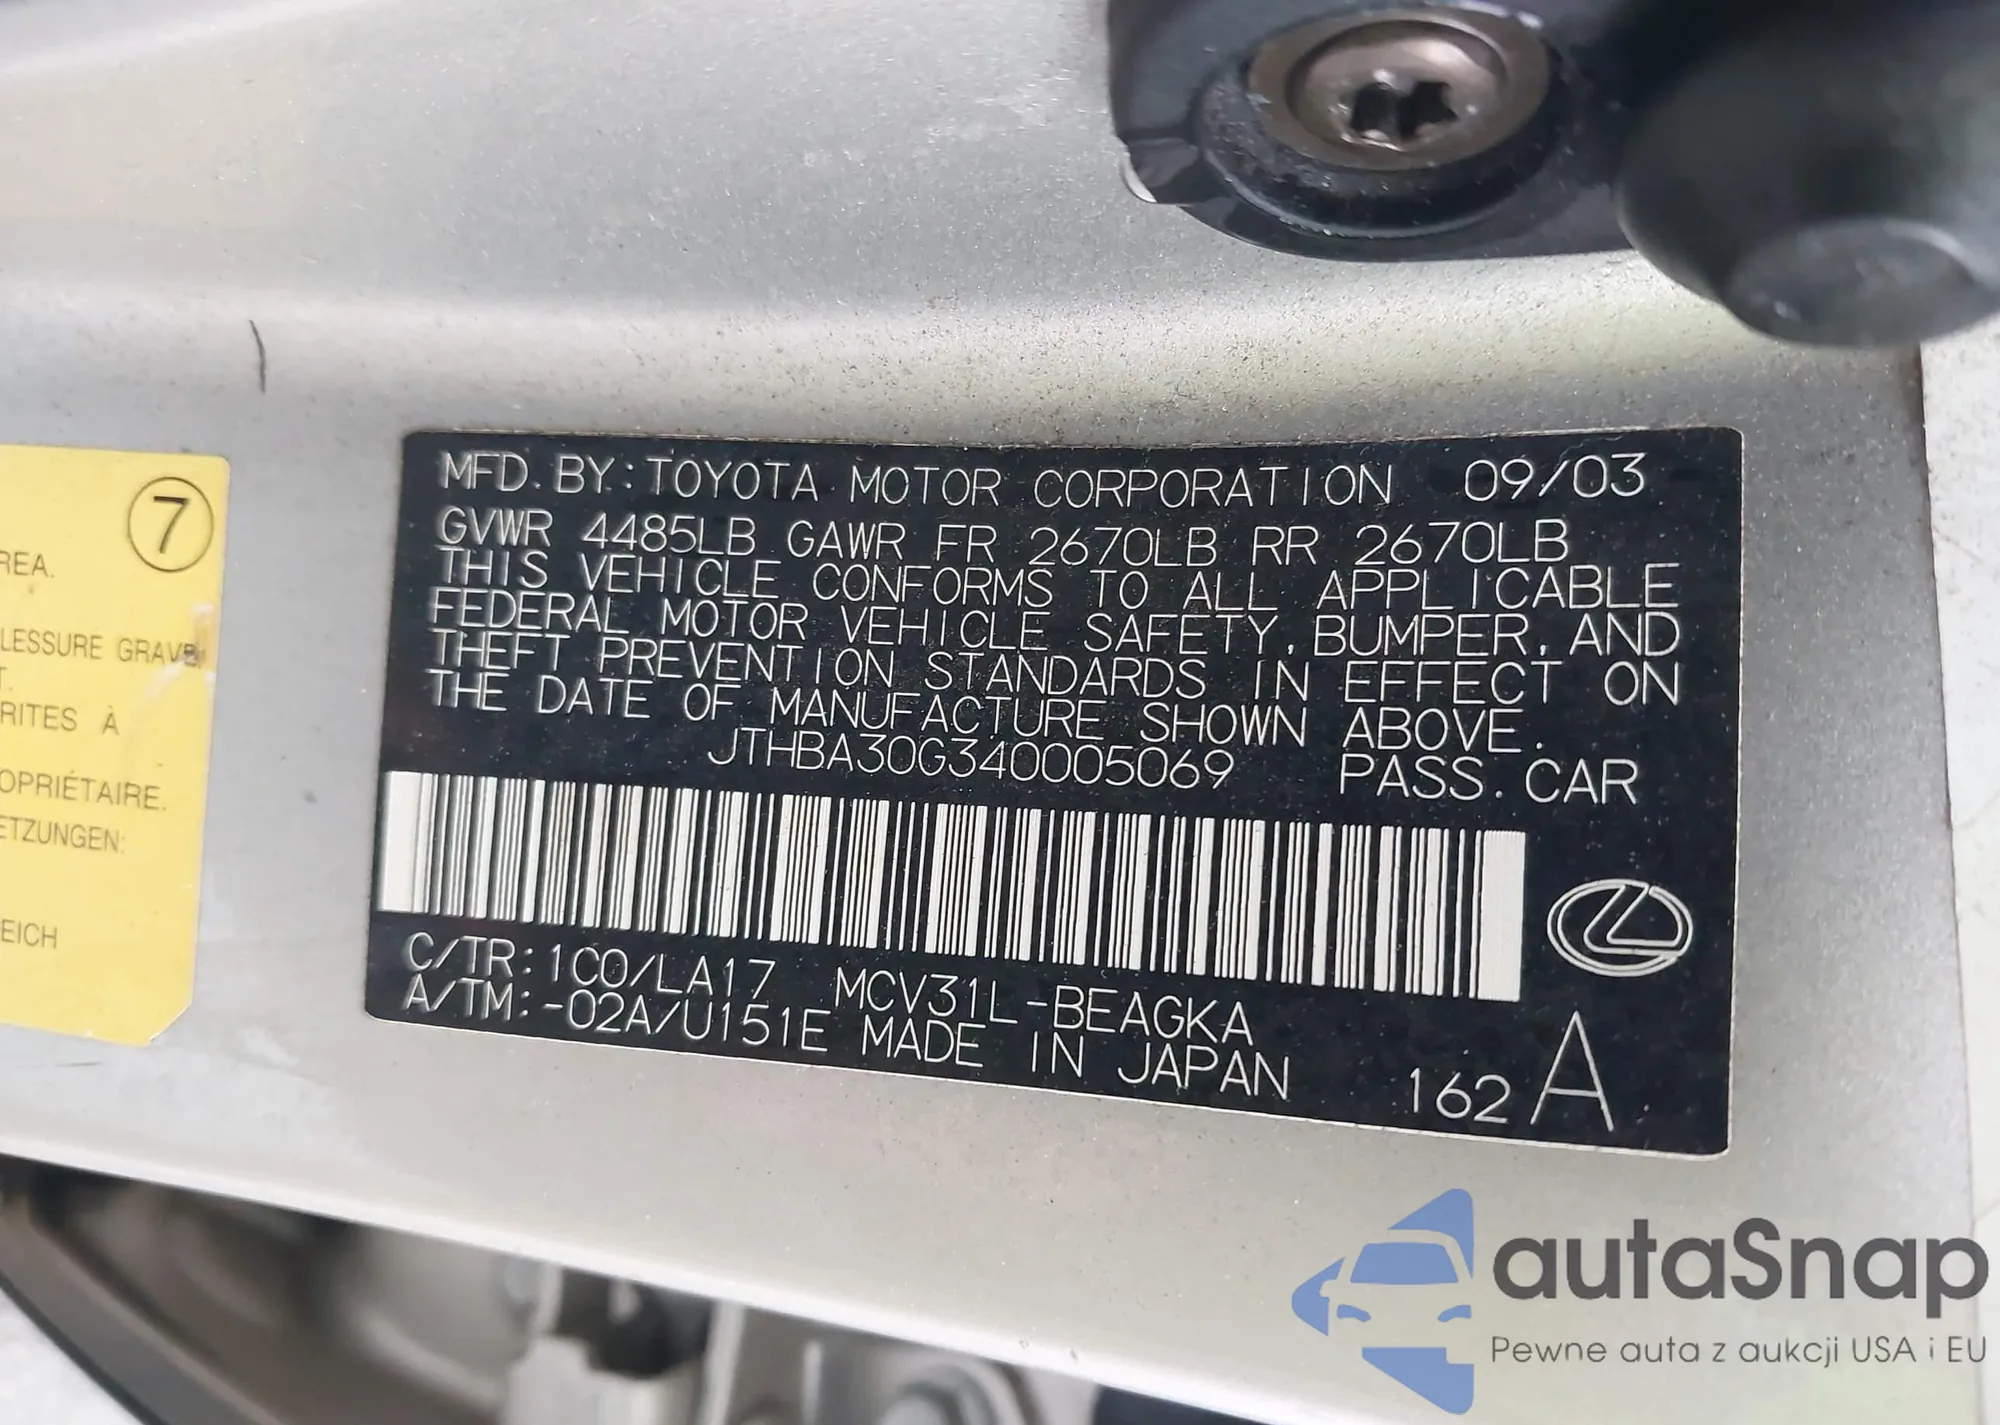 MFD. BY: TOYOTA MOTOR CORPORATION 09/03
GVWR 4485LB GAWR FR 2670LB RR 2670LB
THIS VEHICLE CONFORMS TO ALL APPLICABLE
FEDERAL MOTOR VEHICLE SAFETY, BUMPER, AND
THEFT PREVENTION STANDARDS IN EFFECT ON
THE DATE OF MANUFACTURE SHOWN ABOVE.
JTHBA30G340005069 PASS. CAR
C/TR: 1C0/LA17 MCV31L-BEAGKA
A/TM:-02A/U151E MADE IN JAPAN
162 A
7
REA.
LESSURE GRAVE
T.
RITES À
OPRIÉTAIRE.
ETZUNGEN:
EICH
autaSnap
Pewne auta z aukcji USA i EU